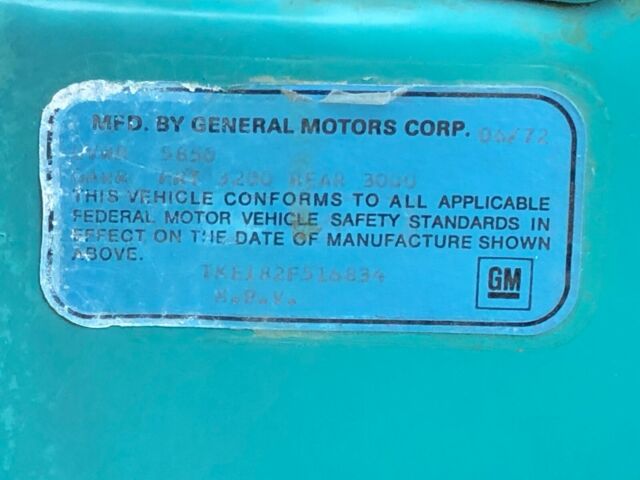 MFD. BY GENERAL MOTORS CORP. 04/72
GVWR 5650
GAWR FRT 3200 REAR 3000
THIS VEHICLE CONFORMS TO ALL APPLICABLE
FEDERAL MOTOR VEHICLE SAFETY STANDARDS IN
EFFECT ON THE DATE OF MANUFACTURE SHOWN
ABOVE.
TKE182F516834
M.P.V.
GM